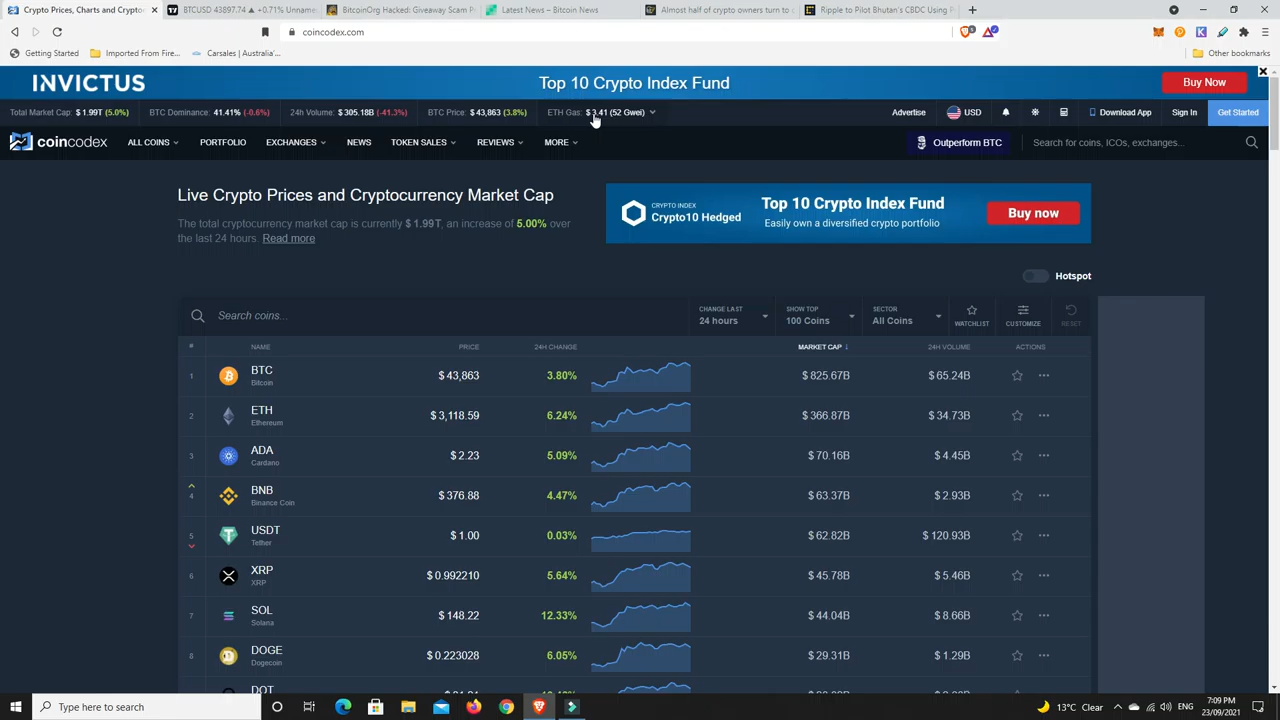 Crypto Prices, Charts and Cryptocu
BTCUSD 43897.74 ▲ +0.71% Unname
BitcoinOrg Hacked: Giveaway Scam P
Latest News – Bitcoin News
Almost half of crypto owners turn to
Ripple to Pilot Bhutan's CBDC Using P
coincodex.com
Getting Started
Imported From Fire...
Carsales | Australia'...
Other bookmarks
INVICTUS
Top 10 Crypto Index Fund
Buy Now
Total Market Cap: $ 1.99T (5.0%)
BTC Dominance: 41.41% (-0.6%)
24h Volume: $ 305.18B (-41.3%)
BTC Price: $ 43,863 (3.8%)
ETH Gas: $ 3.41 (52 Gwei)
Advertise
USD
Download App
Sign In
Get Started
coincodex
ALL COINS
PORTFOLIO
EXCHANGES
NEWS
TOKEN SALES
REVIEWS
MORE
Outperform BTC
Search for coins, ICOs, exchanges...
Live Crypto Prices and Cryptocurrency Market Cap
The total cryptocurrency market cap is currently $ 1.99T, an increase of 5.00% over
the last 24 hours. Read more
CRYPTO INDEX
Crypto10 Hedged
Top 10 Crypto Index Fund
Easily own a diversified crypto portfolio
Buy now
Hotspot
Search coins...
CHANGE LAST
24 hours
SHOW TOP
100 Coins
SECTOR
All Coins
WATCHLIST
CUSTOMIZE
RESET
# NAME PRICE 24H CHANGE MARKET CAP ↓ 24H VOLUME ACTIONS
1 BTC $ 43,863 3.80% $ 825.67B $ 65.24B
Bitcoin
2 ETH $ 3,118.59 6.24% $ 366.87B $ 34.73B
Ethereum
3 ADA $ 2.23 5.09% $ 70.16B $ 4.45B
Cardano
4 BNB $ 376.88 4.47% $ 63.37B $ 2.93B
Binance Coin
5 USDT $ 1.00 0.03% $ 62.82B $ 120.93B
Tether
6 XRP $ 0.992210 5.64% $ 45.78B $ 5.46B
XRP
7 SOL $ 148.22 12.33% $ 44.04B $ 8.66B
Solana
8 DOGE $ 0.223028 6.05% $ 29.31B $ 1.29B
Dogecoin
DOT
Type here to search
13°C Clear
ENG
7:09 PM
23/09/2021